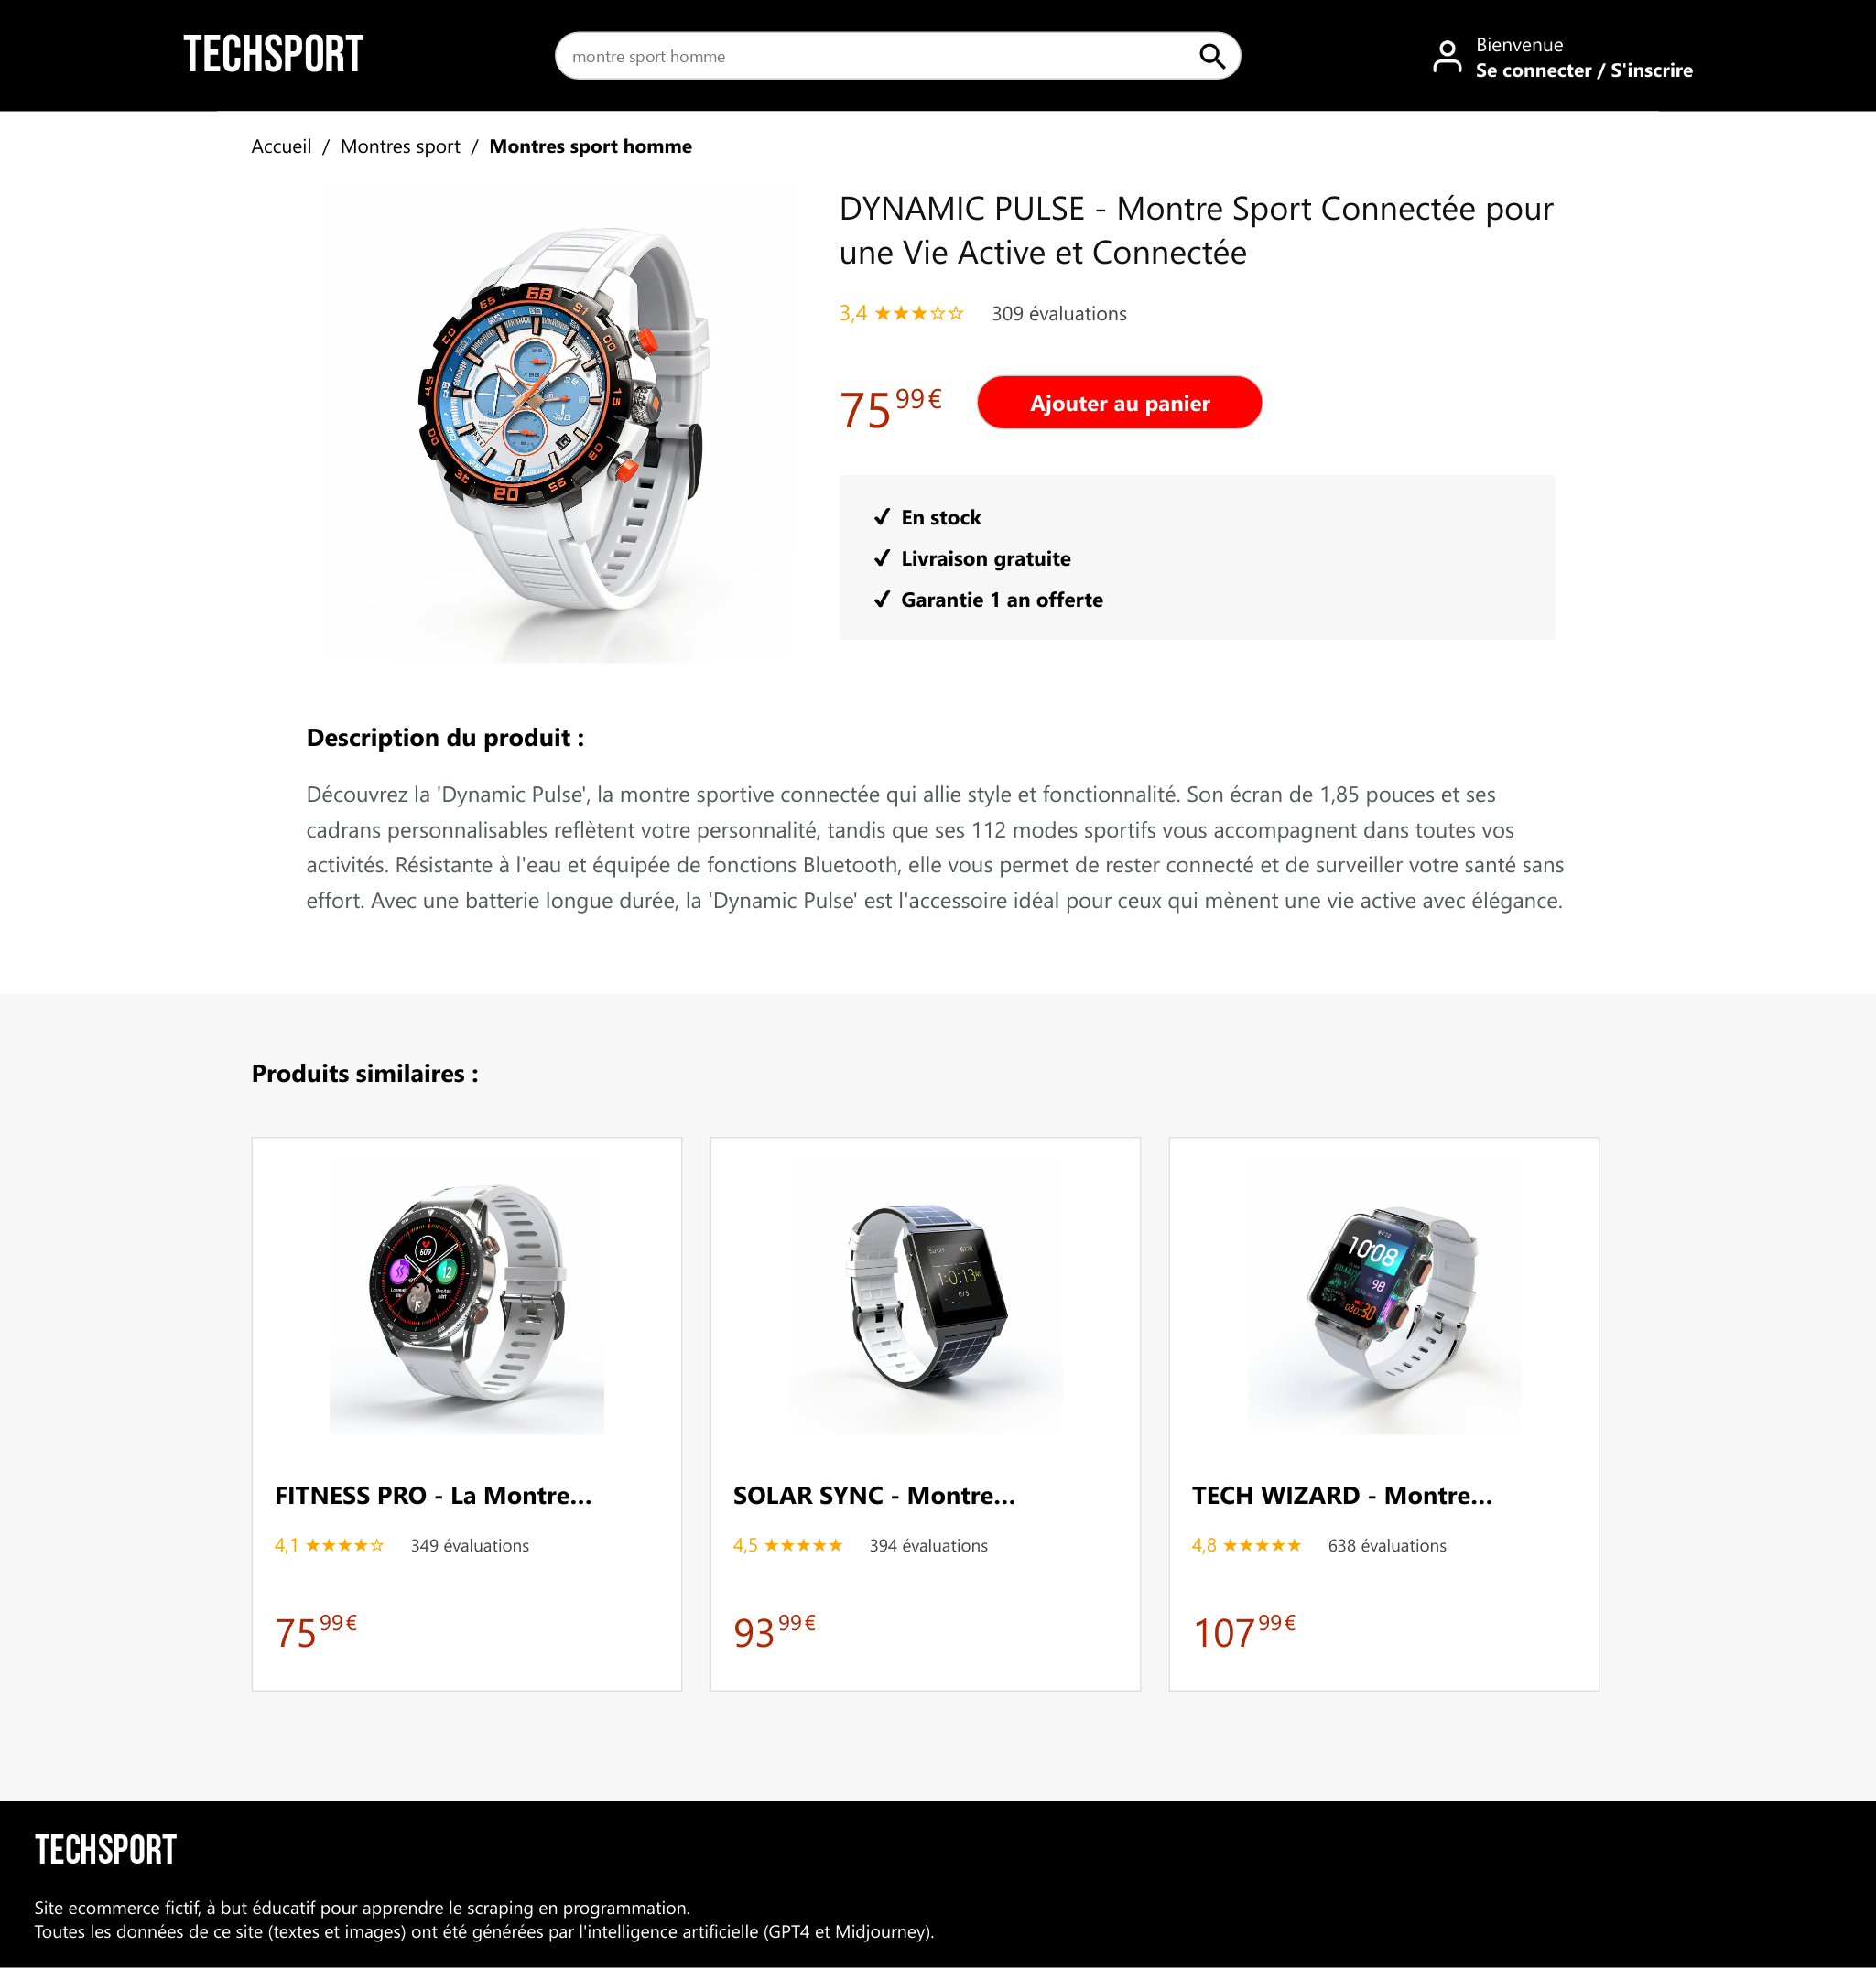 TECHSPORT
montre sport homme
Bienvenue
Se connecter / S'inscrire
Accueil / Montres sport / Montres sport homme
DYNAMIC PULSE - Montre Sport Connectée pour
une Vie Active et Connectée
3,4 ★★★☆☆ 309 évaluations
75 99 €
Ajouter au panier
✓ En stock
✓ Livraison gratuite
✓ Garantie 1 an offerte
Description du produit :
Découvrez la 'Dynamic Pulse', la montre sportive connectée qui allie style et fonctionnalité. Son écran de 1,85 pouces et ses
cadrans personnalisables reflètent votre personnalité, tandis que ses 112 modes sportifs vous accompagnent dans toutes vos
activités. Résistante à l'eau et équipée de fonctions Bluetooth, elle vous permet de rester connecté et de surveiller votre santé sans
effort. Avec une batterie longue durée, la 'Dynamic Pulse' est l'accessoire idéal pour ceux qui mènent une vie active avec élégance.
Produits similaires :
609
12
1:0:13
10:08
98
FITNESS PRO - La Montre...
4,1 ★★★★☆ 349 évaluations
75 99 €
SOLAR SYNC - Montre...
4,5 ★★★★★ 394 évaluations
93 99 €
TECH WIZARD - Montre...
4,8 ★★★★★ 638 évaluations
107 99 €
TECHSPORT
Site ecommerce fictif, à but éducatif pour apprendre le scraping en programmation.
Toutes les données de ce site (textes et images) ont été générées par l'intelligence artificielle (GPT4 et Midjourney).